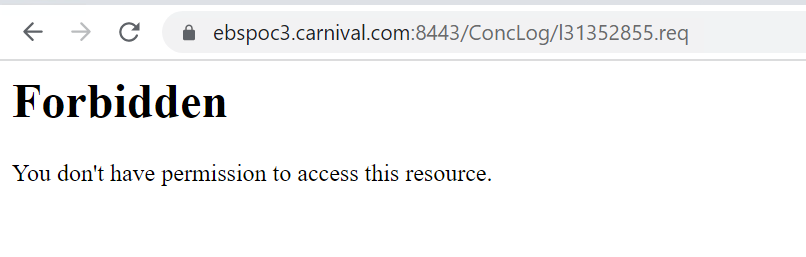 ebspoc3.carnival.com:8443/ConcLog/l31352855.req
Forbidden
You don't have permission to access this resource.